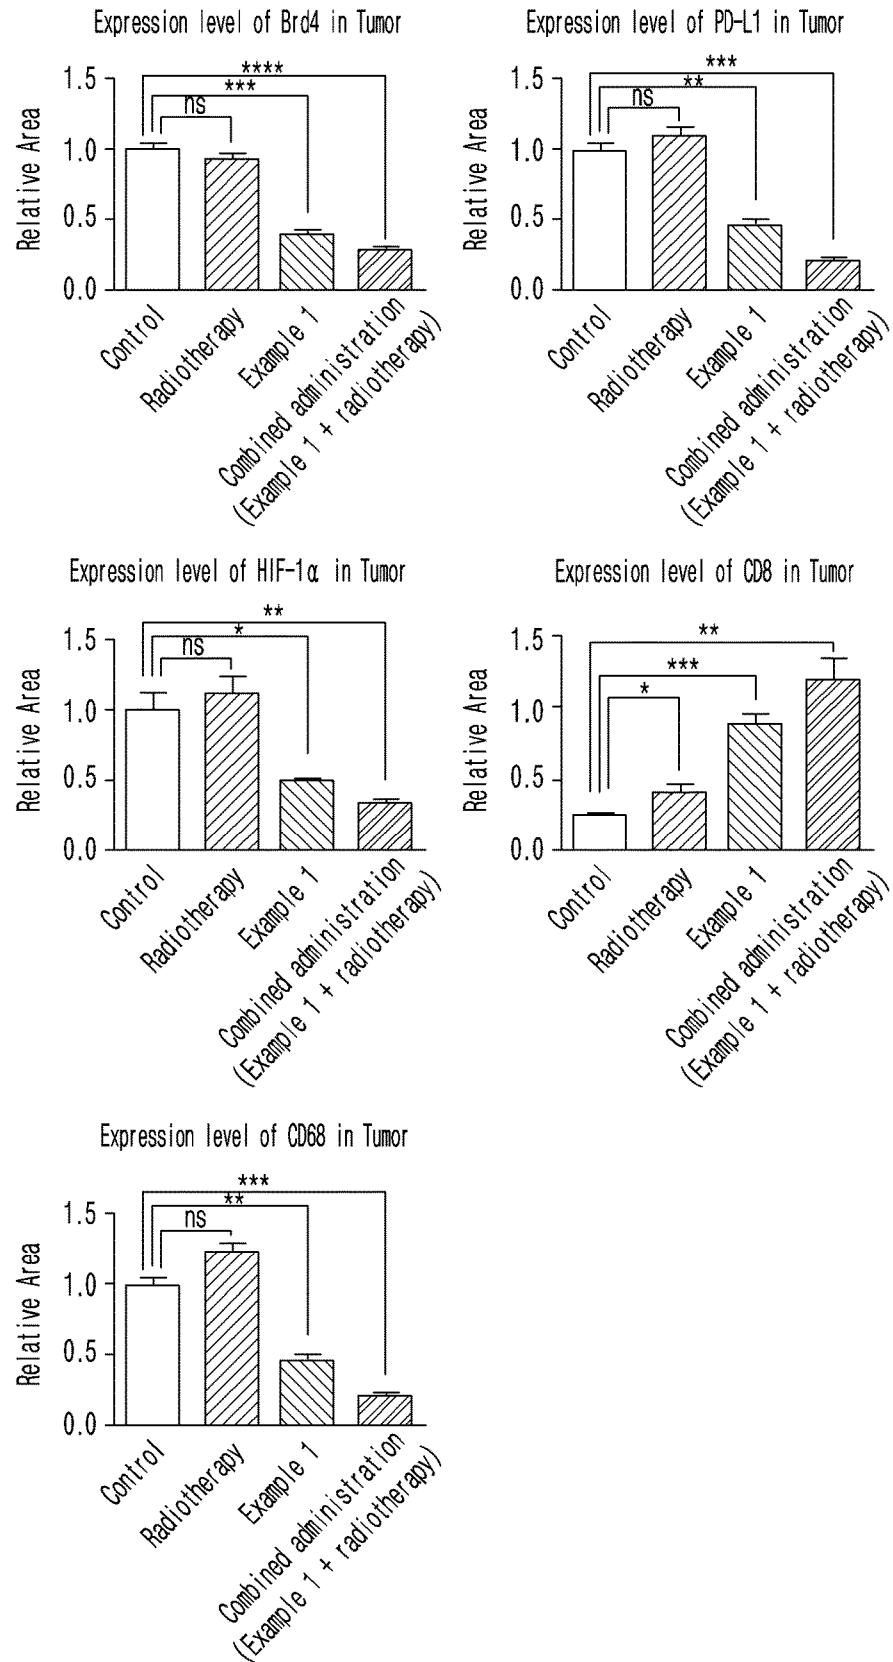 Expression level of Brd4 in Tumor
****
***
ns
1.5
1.0
0.5
0.0
Relative Area
Control
Radiotherapy
Example 1
Combined administration
(Example 1 + radiotherapy)
Expression level of PD-L1 in Tumor
***
**
ns
1.5
1.0
0.5
0.0
Relative Area
Control
Radiotherapy
Example 1
Combined administration
(Example 1 + radiotherapy)
Expression level of HIF-1α in Tumor
**
*
ns
1.5
1.0
0.5
0.0
Relative Area
Control
Radiotherapy
Example 1
Combined administration
(Example 1 + radiotherapy)
Expression level of CD8 in Tumor
**
***
*
1.5
1.0
0.5
0.0
Relative Area
Control
Radiotherapy
Example 1
Combined administration
(Example 1 + radiotherapy)
Expression level of CD68 in Tumor
***
**
ns
1.5
1.0
0.5
0.0
Relative Area
Control
Radiotherapy
Example 1
Combined administration
(Example 1 + radiotherapy)